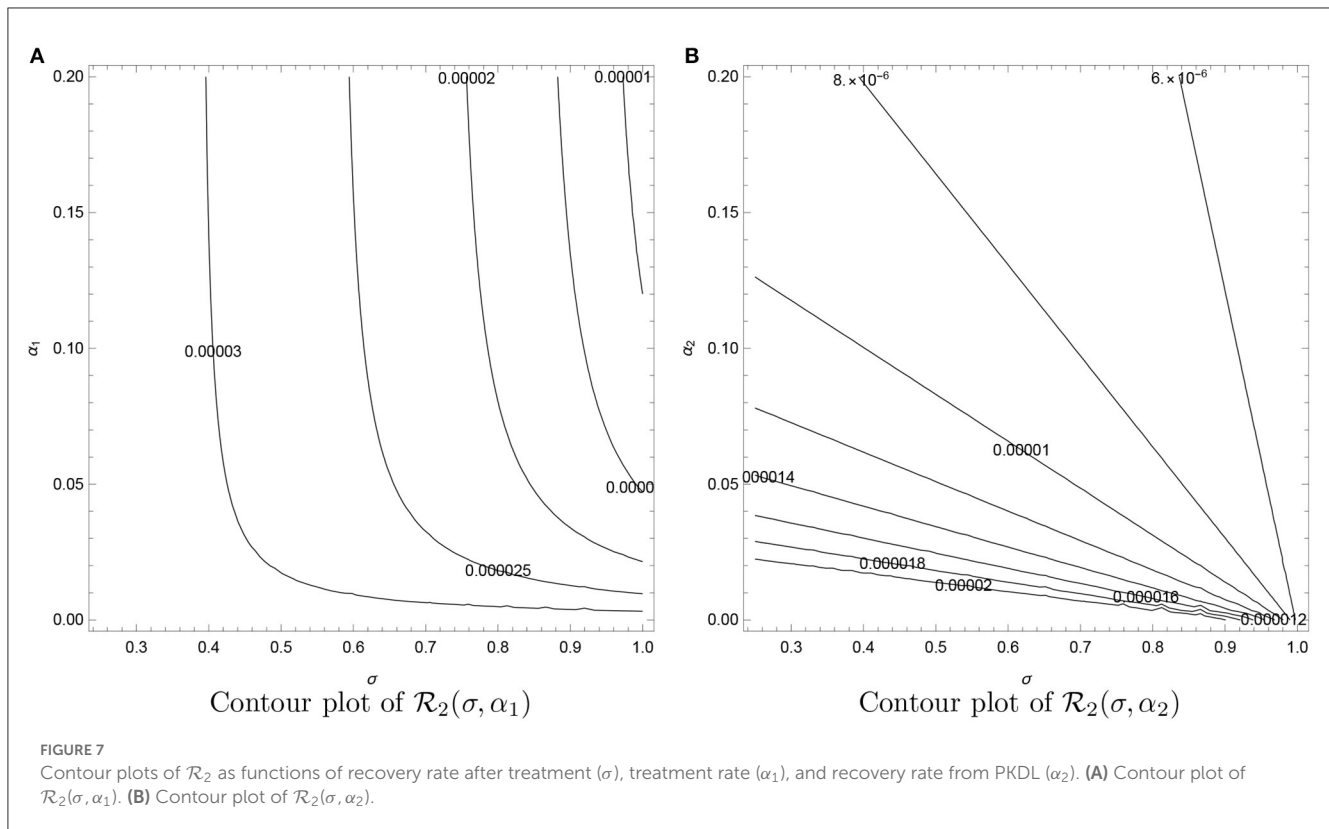 A
B
0.00002
0.00001
0.00003
0.0000
0.000025
0.20
0.15
0.10
0.05
0.00
α₁
0.3 0.4 0.5 0.6 0.7 0.8 0.9 1.0
σ
Contour plot of R₂(σ, α₁)
8.×10⁻⁶
6.×10⁻⁶
0.00001
0.000014
0.000018
0.00002
0.000016
0.000012
0.20
0.15
0.10
0.05
0.00
α₂
0.3 0.4 0.5 0.6 0.7 0.8 0.9 1.0
σ
Contour plot of R₂(σ, α₂)
FIGURE 7
Contour plots of R₂ as functions of recovery rate after treatment (σ), treatment rate (α₁), and recovery rate from PKDL (α₂). (A) Contour plot of
R₂(σ, α₁). (B) Contour plot of R₂(σ, α₂).